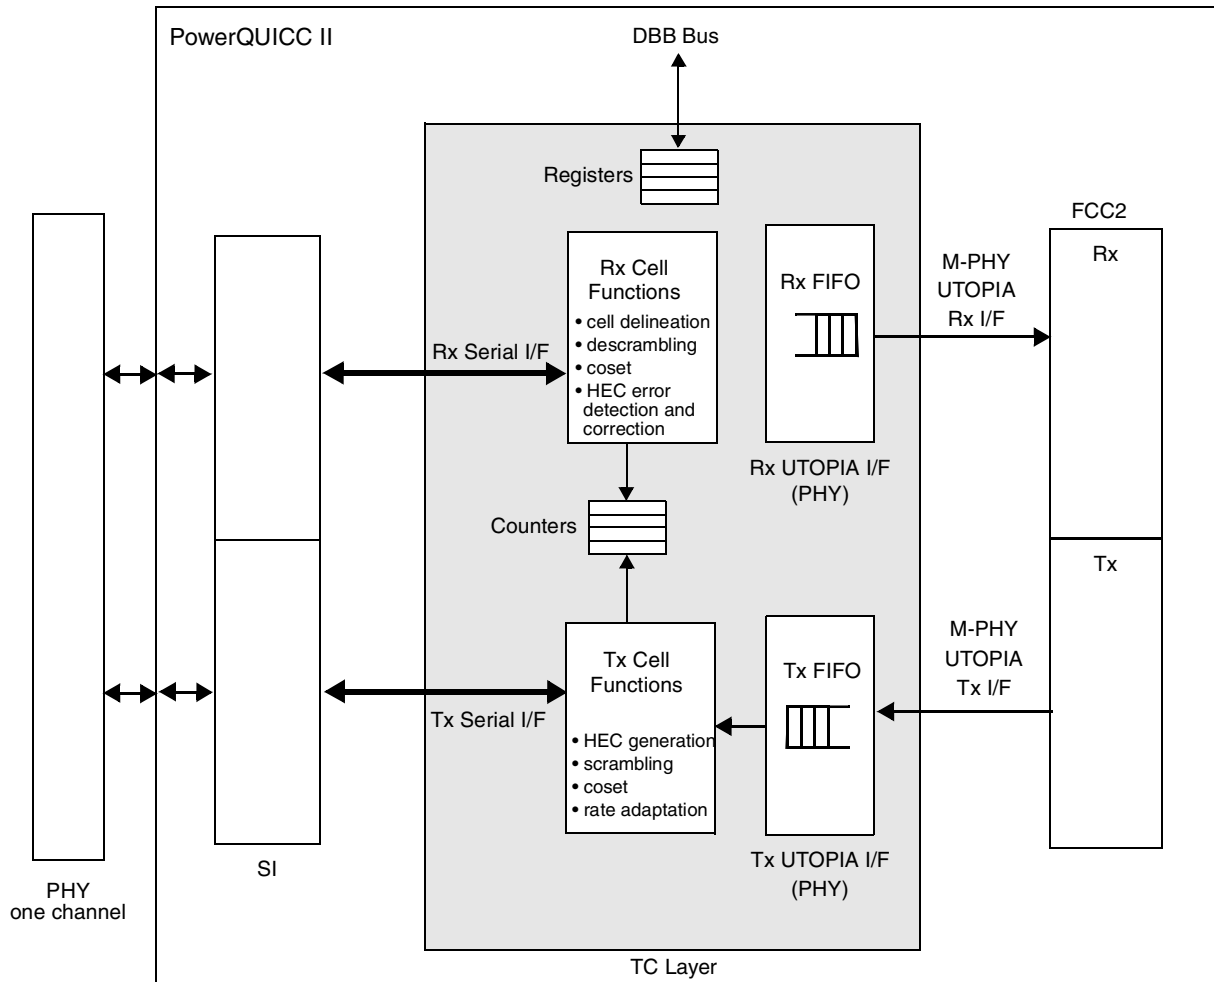 PowerQUICC II
DBB Bus
Registers
FCC2
Rx
Rx Cell
Functions
• cell delineation
• descrambling
• coset
• HEC error
detection and
correction
Rx FIFO
M-PHY
UTOPIA
Rx I/F
Rx Serial I/F
Rx UTOPIA I/F
(PHY)
Counters
Tx
Tx Cell
Functions
• HEC generation
• scrambling
• coset
• rate adaptation
Tx FIFO
M-PHY
UTOPIA
Tx I/F
Tx Serial I/F
Tx UTOPIA I/F
(PHY)
SI
PHY
one channel
TC Layer